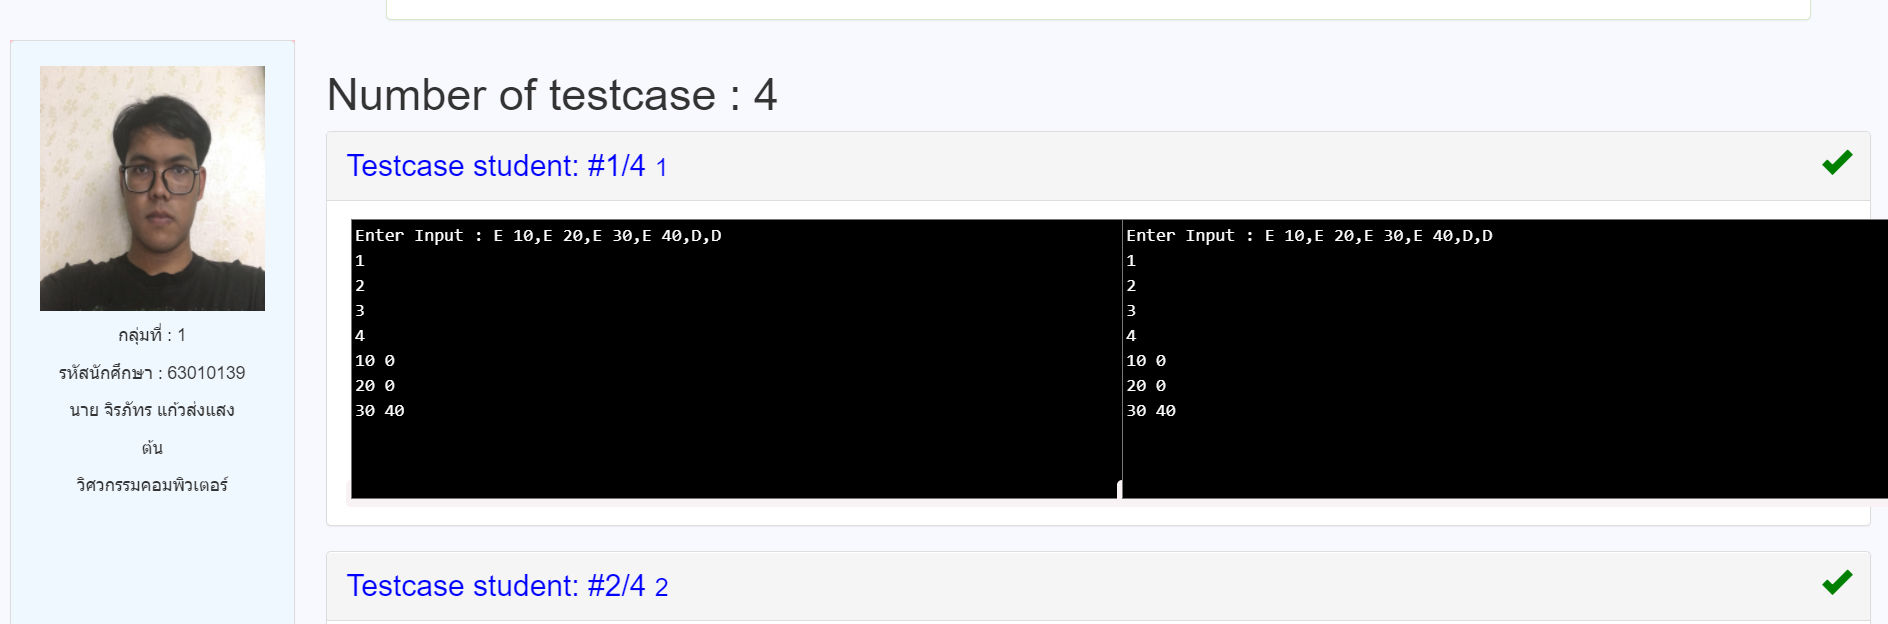 กลุ่มที่ : 1
รหัสนักศึกษา : 63010139
นาย จิรภัทร แก้วส่งแสง
ต้น
วิศวกรรมคอมพิวเตอร์
Number of testcase : 4
Testcase student: #1/4 1
Enter Input : E 10,E 20,E 30,E 40,D,D
1
2
3
4
10 0
20 0
30 40
Enter Input : E 10,E 20,E 30,E 40,D,D
1
2
3
4
10 0
20 0
30 40
Testcase student: #2/4 2